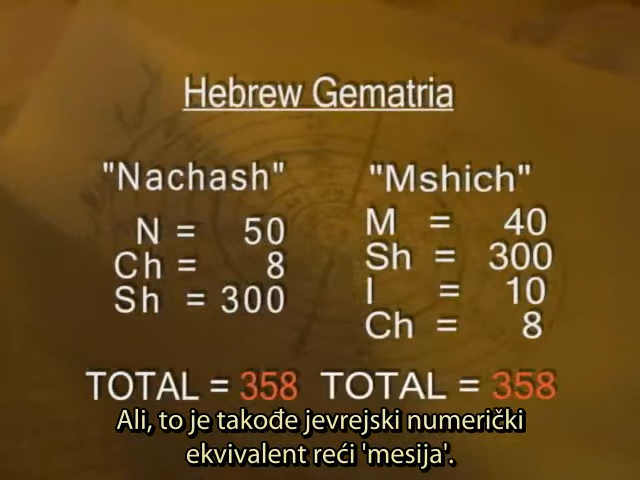 Hebrew Gematria
"Nachash"
N = 50
Ch = 8
Sh = 300
TOTAL = 358
"Mshich"
M = 40
Sh = 300
I = 10
Ch = 8
TOTAL = 358
Ali, to je takođe jevrejski numerički
ekvivalent reći 'mesija'.